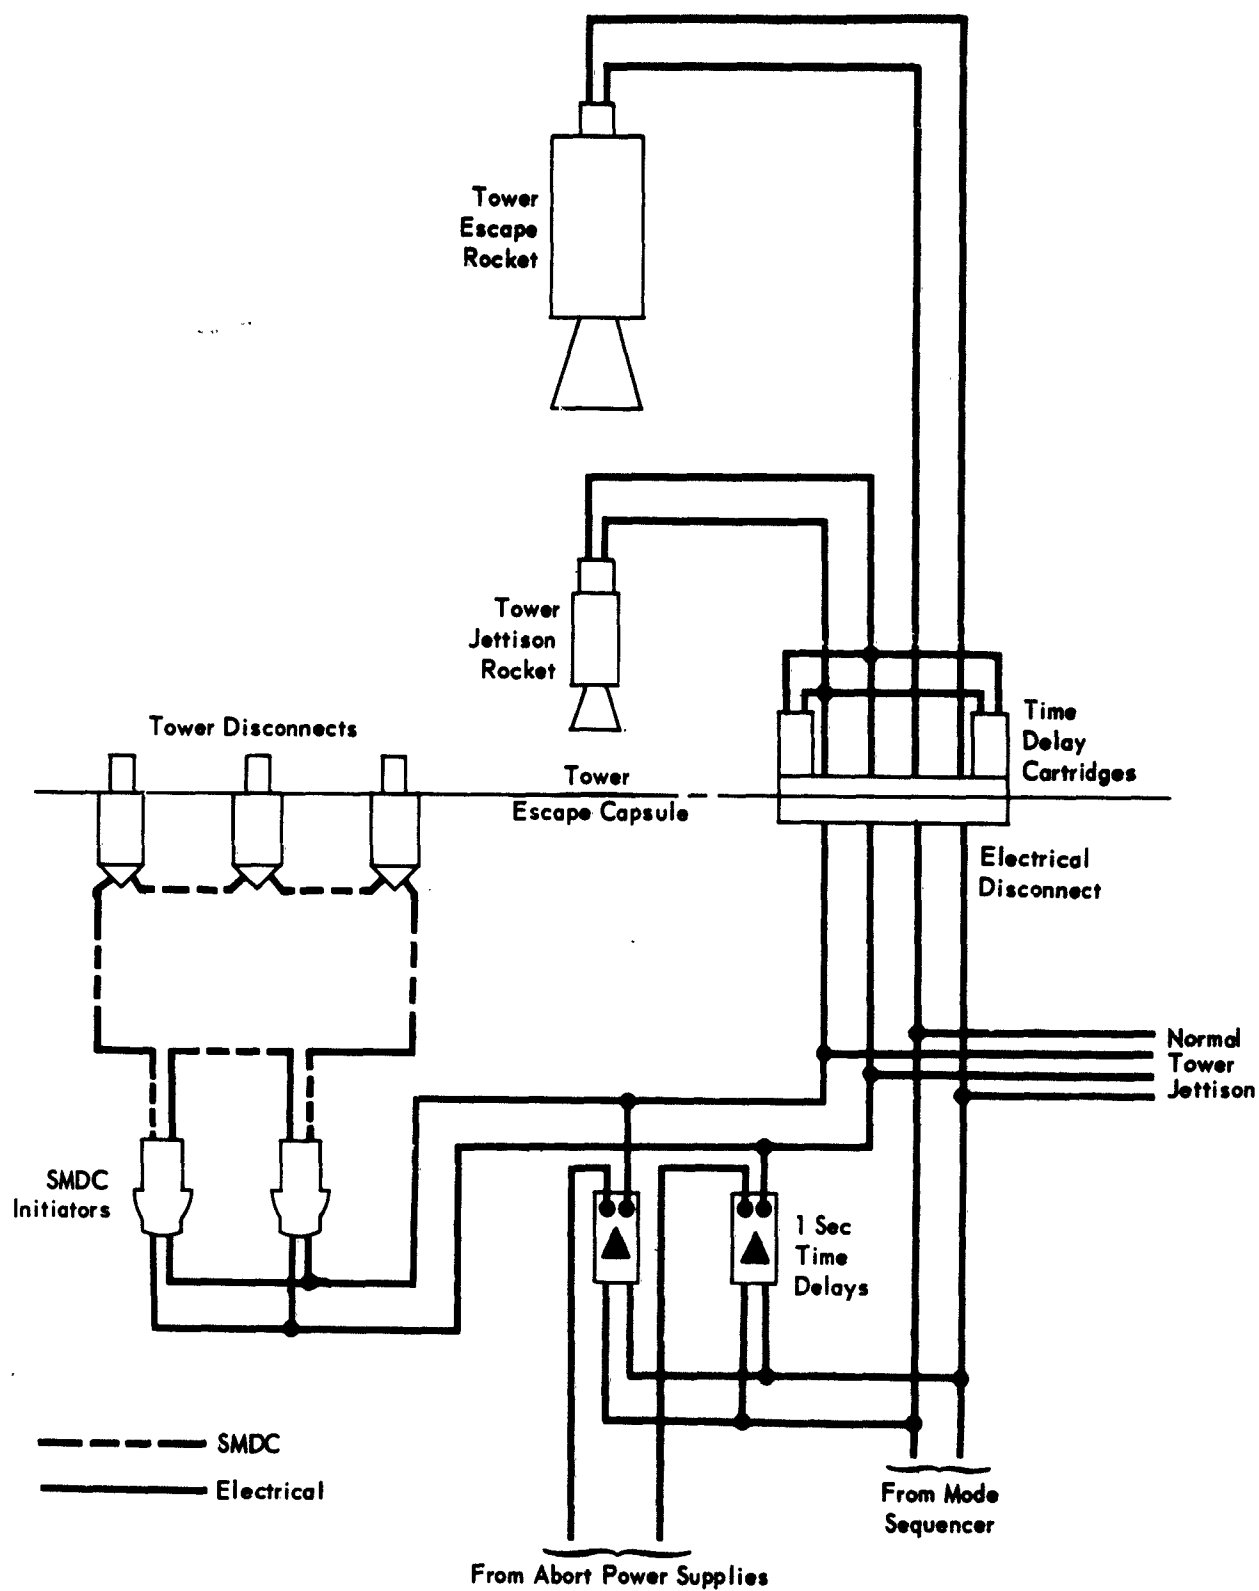 Tower
Escape
Rocket
Tower
Jettison
Rocket
Time
Delay
Cartridges
Tower Disconnects
Tower
Escape Capsule
Electrical
Disconnect
Normal
Tower
Jettison
SMDC
Initiators
1 Sec
Time
Delays
SMDC
Electrical
From Mode
Sequencer
From Abort Power Supplies